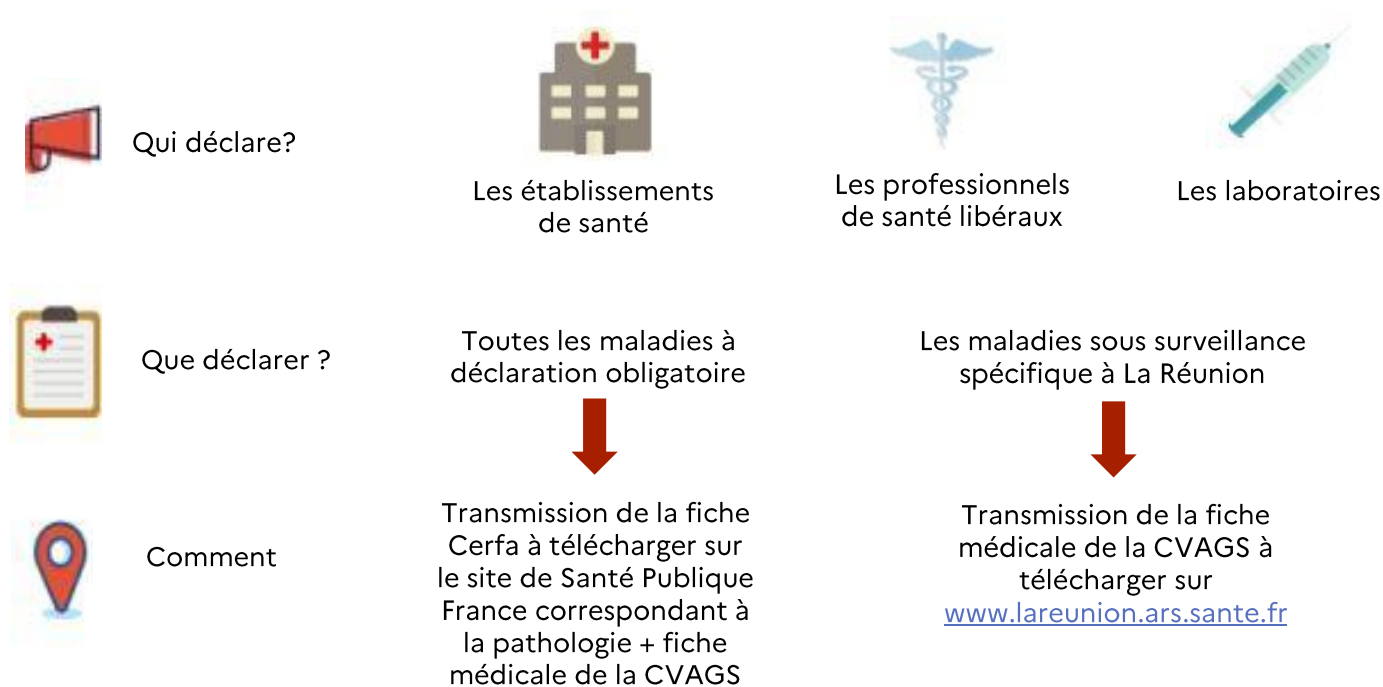 Qui déclare?
Les établissements
de santé
Les professionnels
de santé libéraux
Les laboratoires
Que déclarer ?
Toutes les maladies à
déclaration obligatoire
Les maladies sous surveillance
spécifique à La Réunion
Comment
Transmission de la fiche
Cerfa à télécharger sur
le site de Santé Publique
France correspondant à
la pathologie + fiche
médicale de la CVAGS
Transmission de la fiche
médicale de la CVAGS à
télécharger sur
www.lareunion.ars.sante.fr